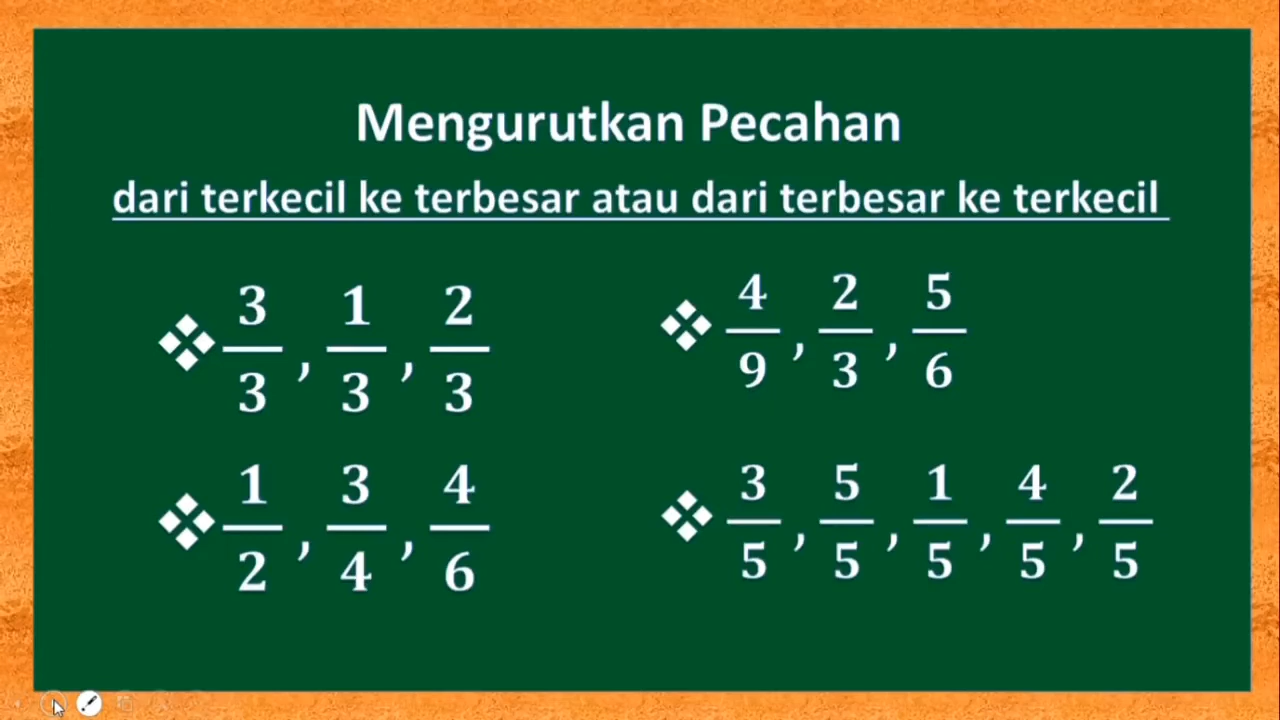 Mengurutkan Pecahan
dari terkecil ke terbesar atau dari terbesar ke terkecil
❖ 3/3 , 1/3 , 2/3
❖ 4/9 , 2/3 , 5/6
❖ 1/2 , 3/4 , 4/6
❖ 3/5 , 5/5 , 1/5 , 4/5 , 2/5